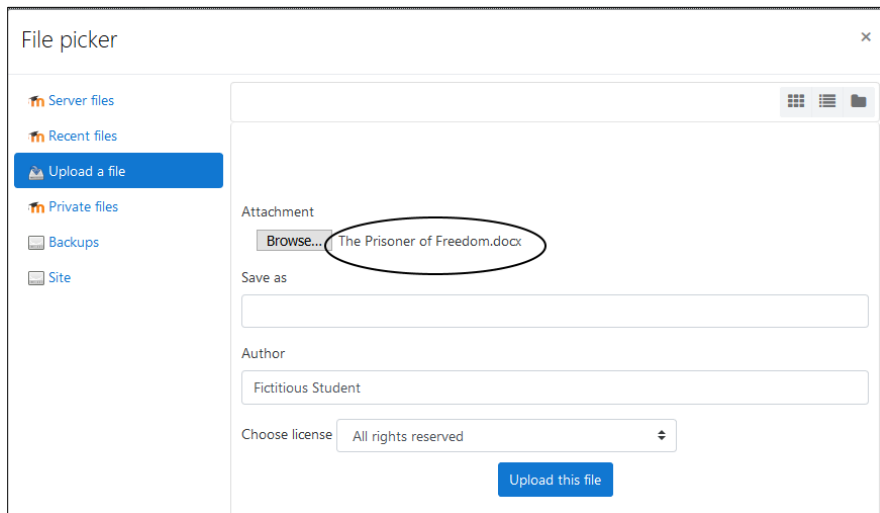 File picker
×
Server files
Recent files
Upload a file
Private files
Backups
Site
Attachment
Browse... The Prisoner of Freedom.docx
Save as
Author
Fictitious Student
Choose license All rights reserved
Upload this file